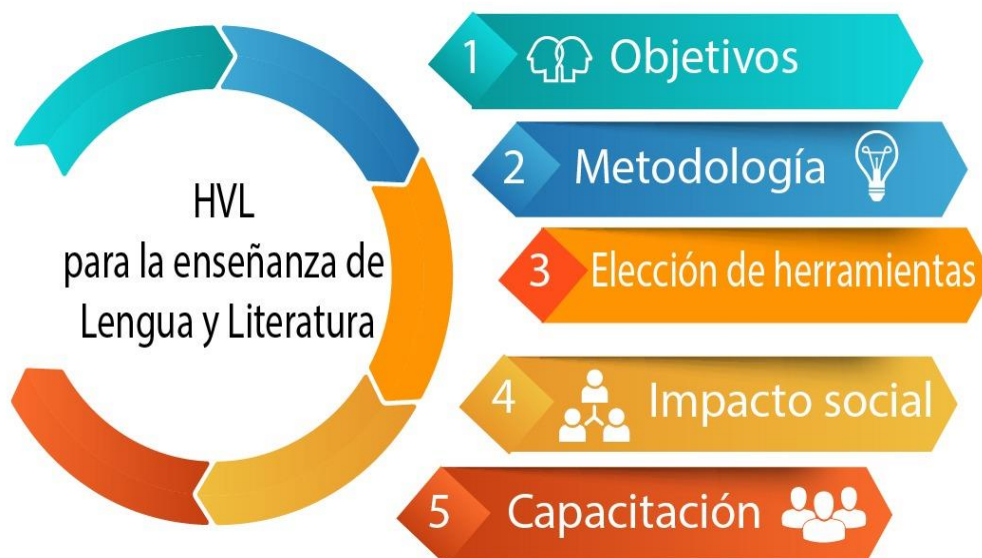 HVL
para la enseñanza de
Lengua y Literatura
1 Objetivos
2 Metodología
3 Elección de herramientas
4 Impacto social
5 Capacitación